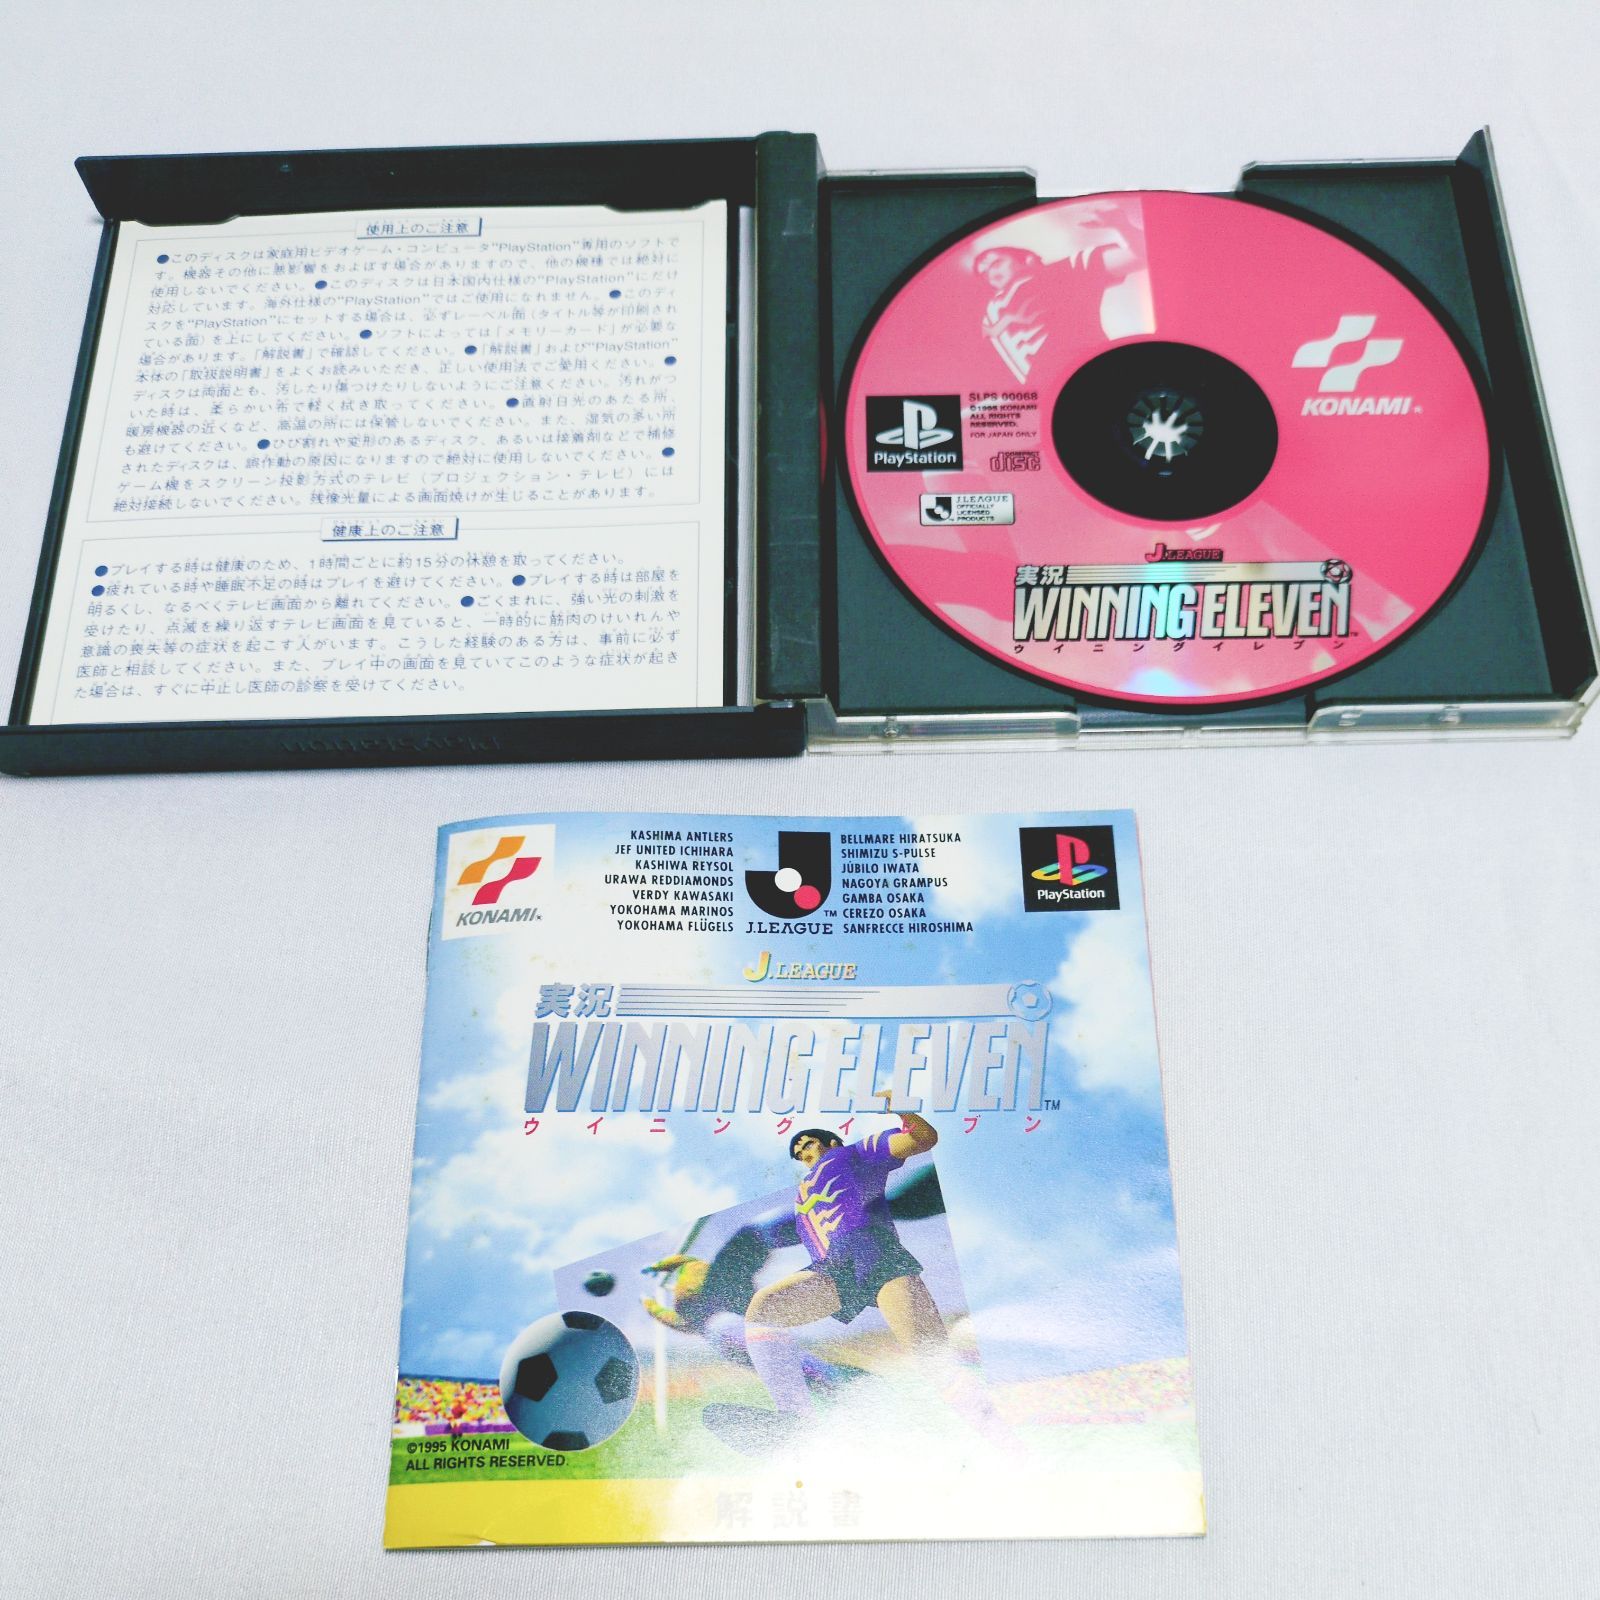 使用上のご注意
●このディスクは家庭用ビデオゲーム・コンピュータ“PlayStation”専用のソフトで
す。機器その他に悪影響をおよぼす場合がありますので、他の機種では絶対に
使用しないでください。●このディスクは日本国内仕様の“PlayStation”にだけ
対応しています。海外仕様の“PlayStation”ではご使用になれません。●このディ
スクを“PlayStation”にセットする場合は、必ずレーベル面(タイトル等が印刷され
ている面)を上にしてください。●ソフトによっては「メモリーカード」が必要な
場合があります。「解説書」で確認してください。●「解説書」および“PlayStation”
本体の「取扱説明書」をよくお読みいただき、正しい使用法でご愛用ください。●
ディスクは両面とも、汚したり傷つけたりしないようにご注意ください。汚れがつ
いた時は、柔らかい布で軽く拭き取ってください。●直射日光のあたる所、
暖房機器の近くなど、高温の所には保管しないでください。また、湿気の多い所
も避けてください。●ひび割れや変形のあるディスク、あるいは接着剤などで補修
されたディスクは、誤作動の原因になりますので絶対に使用しないでください。●
ゲーム機をスクリーン投影方式のテレビ(プロジェクション・テレビ)には
絶対接続しないでください。残像光量による画面焼けが生じることがあります。
健康上のご注意
●プレイする時は健康のため、1時間ごとに約15分の休憩を取ってください。
●疲れている時や睡眠不足の時はプレイを避けてください。●プレイする時は部屋を
明るくし、なるべくテレビ画面から離れてください。●ごくまれに、強い光の刺激を
受けたり、点滅を繰り返すテレビ画面を見ていると、一時的に筋肉のけいれんや
意識の喪失等の症状を起こす人がいます。こうした経験のある方は、事前に必ず
医師と相談してください。また、プレイ中の画面を見ていてこのような症状が起き
た場合は、すぐに中止し医師の診察を受けてください。
PlayStation
KONAMI
PlayStation
SLPS 00068
©1995 KONAMI
ALL RIGHTS
RESERVED.
FOR JAPAN ONLY
COMPACT
disc
J.LEAGUE
OFFICIALLY
LICENSED
PRODUCTS
J.LEAGUE
実況
WINNING ELEVEN™
ウイニングイレブン
KONAMI
KASHIMA ANTLERS
JEF UNITED ICHIHARA
KASHIWA REYSOL
URAWA REDDIAMONDS
VERDY KAWASAKI
YOKOHAMA MARINOS
YOKOHAMA FLÜGELS
J.LEAGUE™
BELLMARE HIRATSUKA
SHIMIZU S-PULSE
JÚBILO IWATA
NAGOYA GRAMPUS
GAMBA OSAKA
CEREZO OSAKA
SANFRECCE HIROSHIMA
PlayStation
J.LEAGUE
実況
WINNING ELEVEN™
ウイニングイレブン
©1995 KONAMI
ALL RIGHTS RESERVED.
解説書